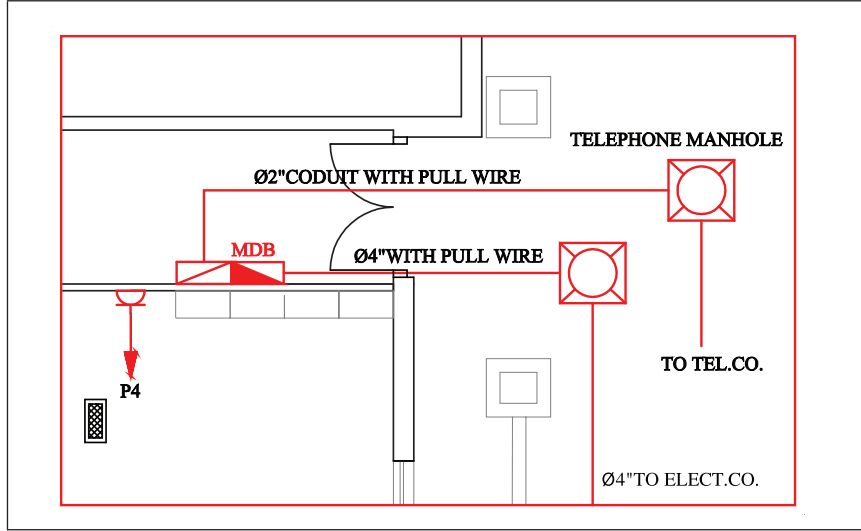 TELEPHONE MANHOLE
Ø2"CODUIT WITH PULL WIRE
MDB
Ø4"WITH PULL WIRE
TO TEL.CO.
P4
Ø4"TO ELECT.CO.